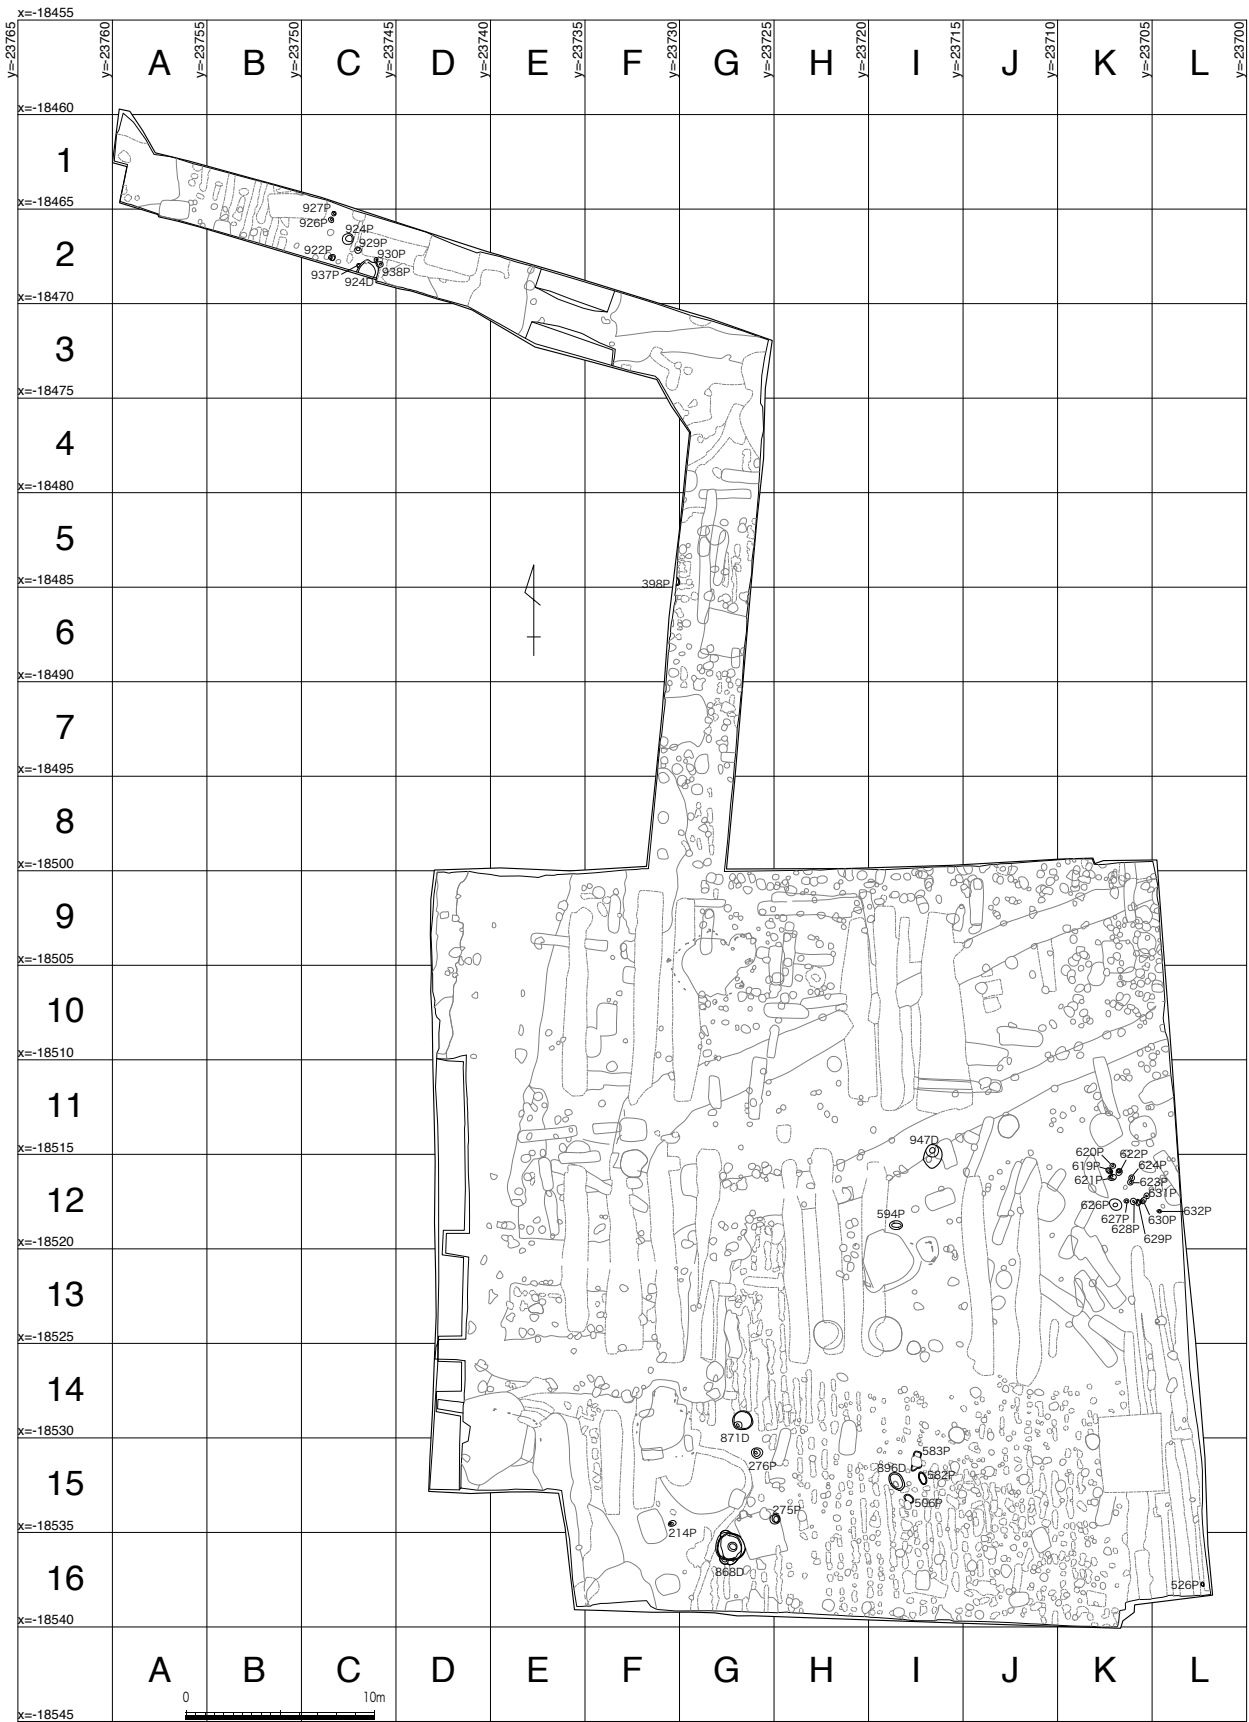 x=-18455
y=-23765
y=-23760
y=-23755
y=-23750
y=-23745
y=-23740
y=-23735
y=-23730
y=-23725
y=-23720
y=-23715
y=-23710
y=-23705
y=-23700
A B C D E F G H I J K L
x=-18460
1
x=-18465
927P
926P
924P
929P
2
922P
930P
938P
937P
924D
x=-18470
3
x=-18475
4
x=-18480
5
398P
x=-18485
6
x=-18490
7
x=-18495
8
x=-18500
9
x=-18505
10
x=-18510
11
x=-18515
947D
620P
622P
619P
624P
621P
623P
631P
12
626P
632P
594P
627P
630P
628P
629P
x=-18520
13
x=-18525
14
x=-18530
871D
583P
276P
896D
582P
15
596P
275P
x=-18535
214P
868D
16
526P
x=-18540
A B C D E F G H I J K L
0 10m
x=-18545